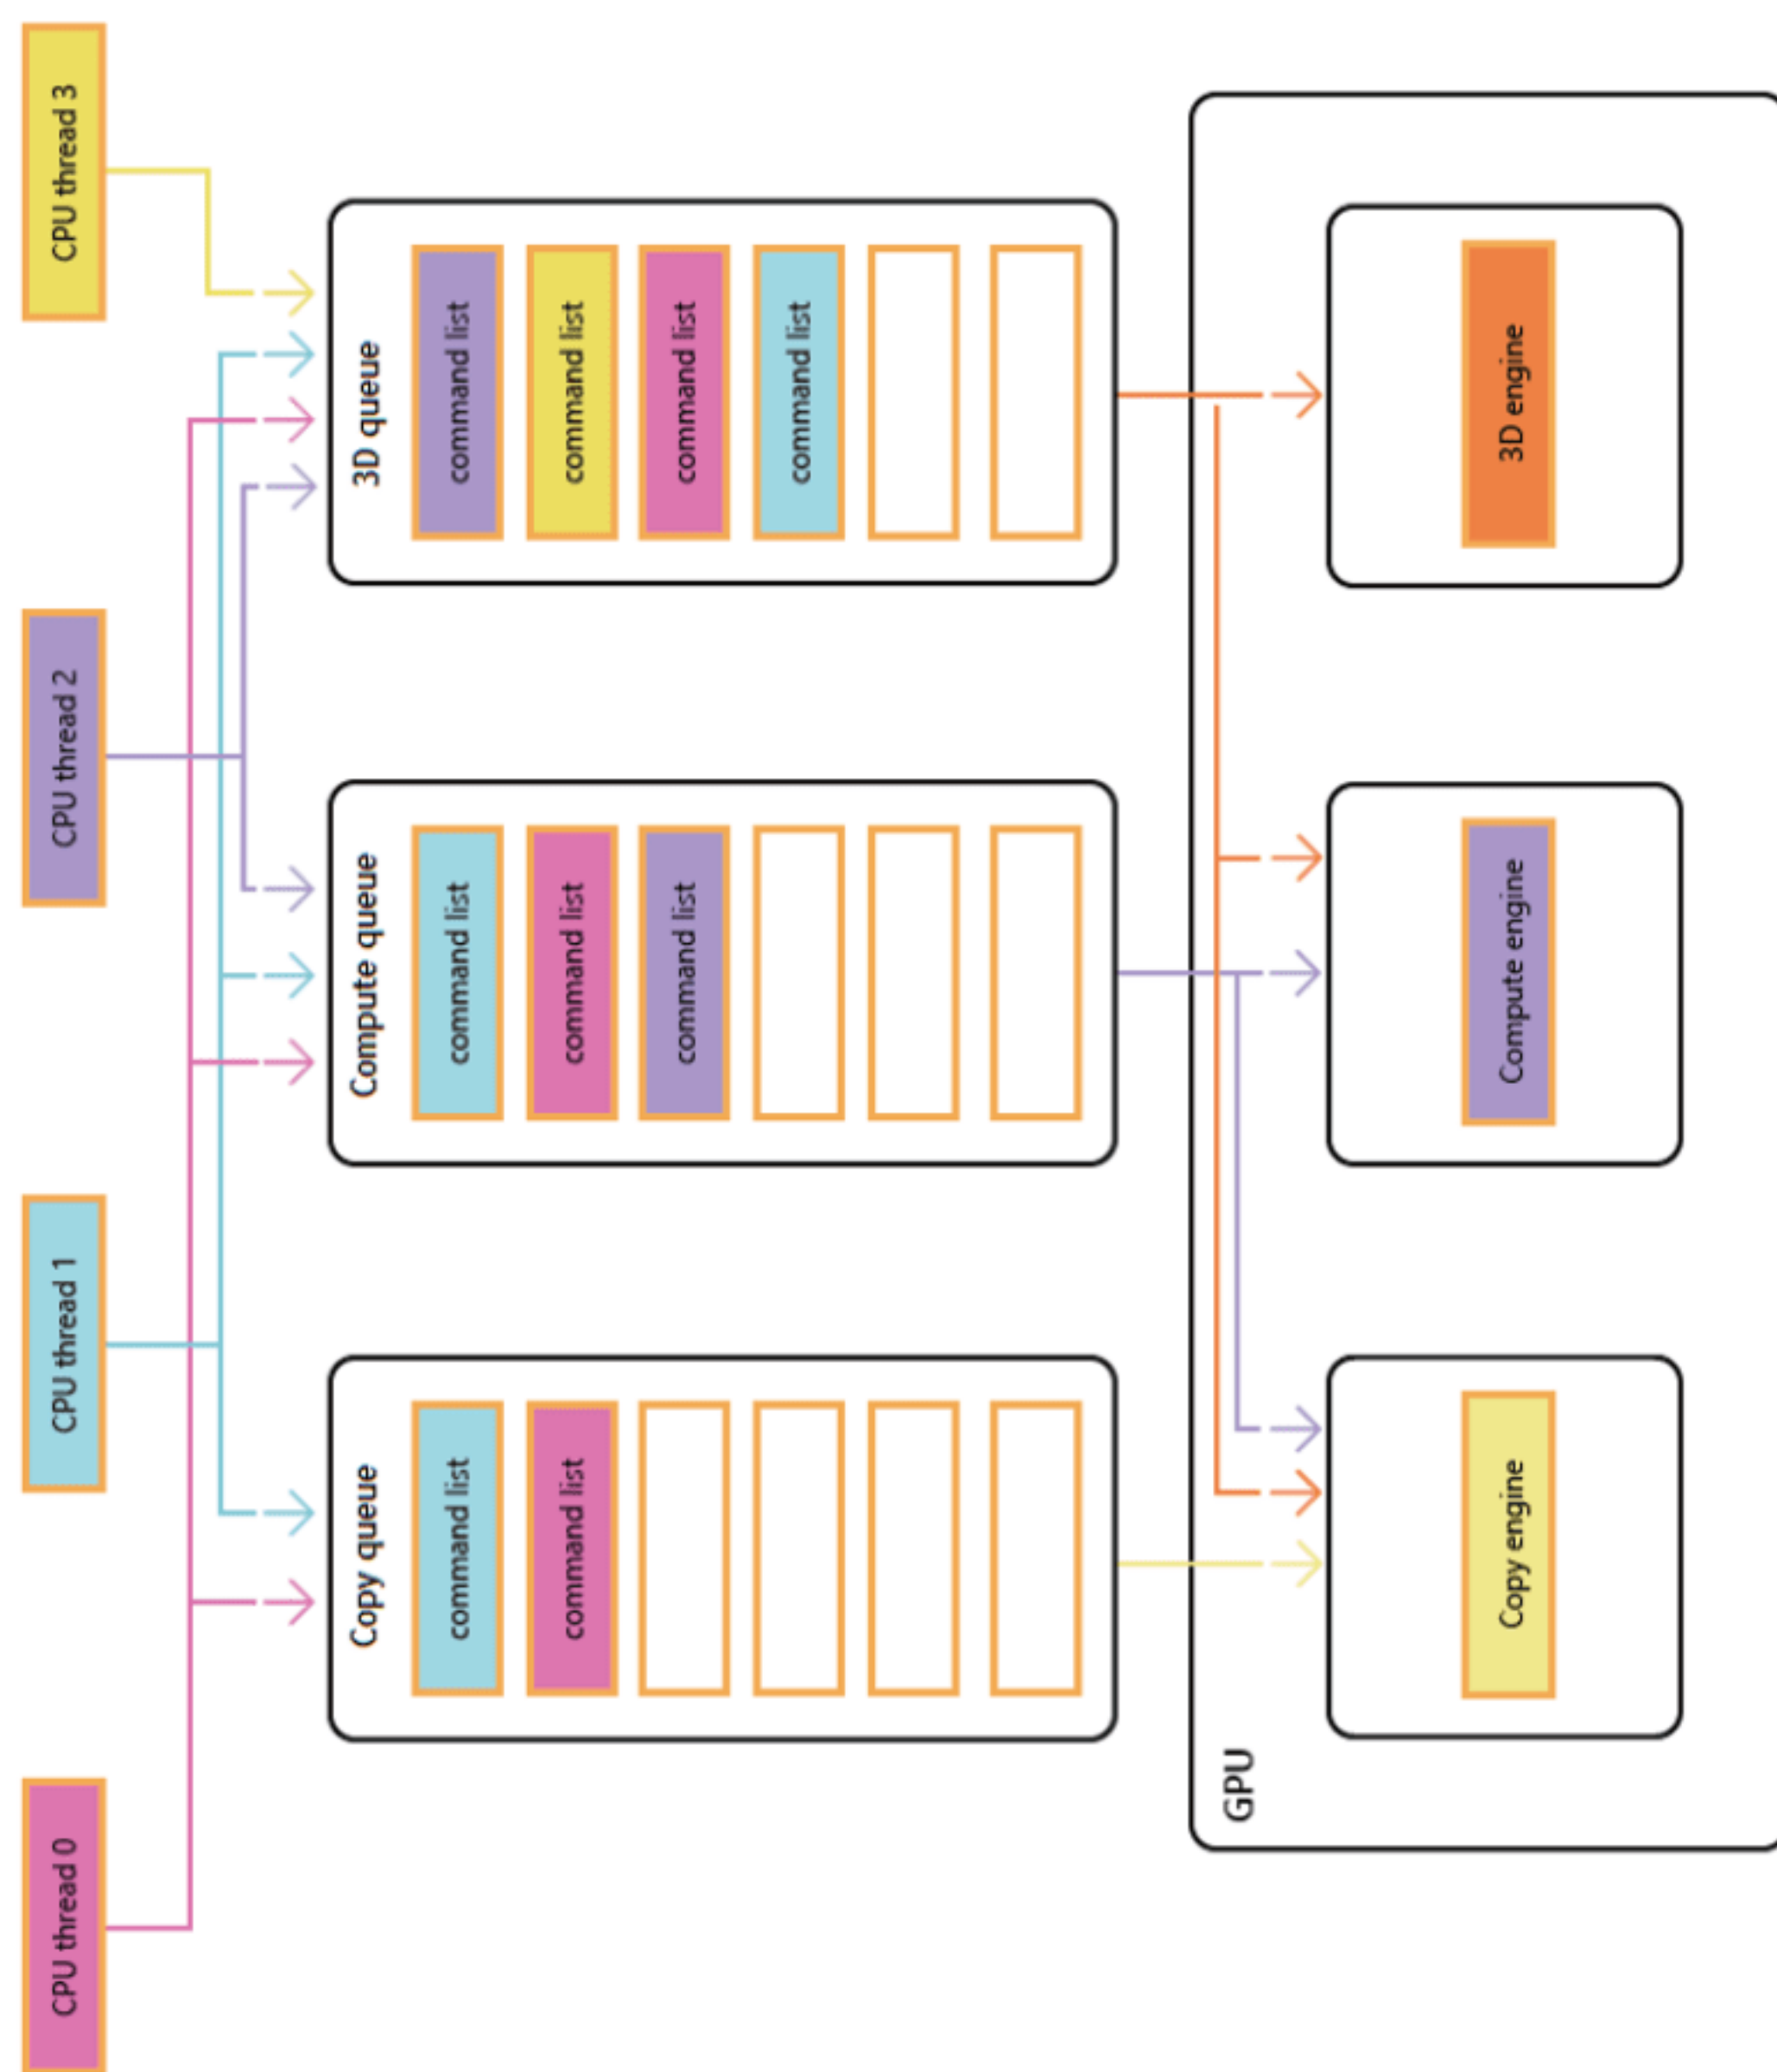 CPU thread 0
CPU thread 1
CPU thread 2
CPU thread 3
Copy queue
command list
command list
Compute queue
command list
command list
command list
3D queue
command list
command list
command list
command list
GPU
Copy engine
Compute engine
3D engine